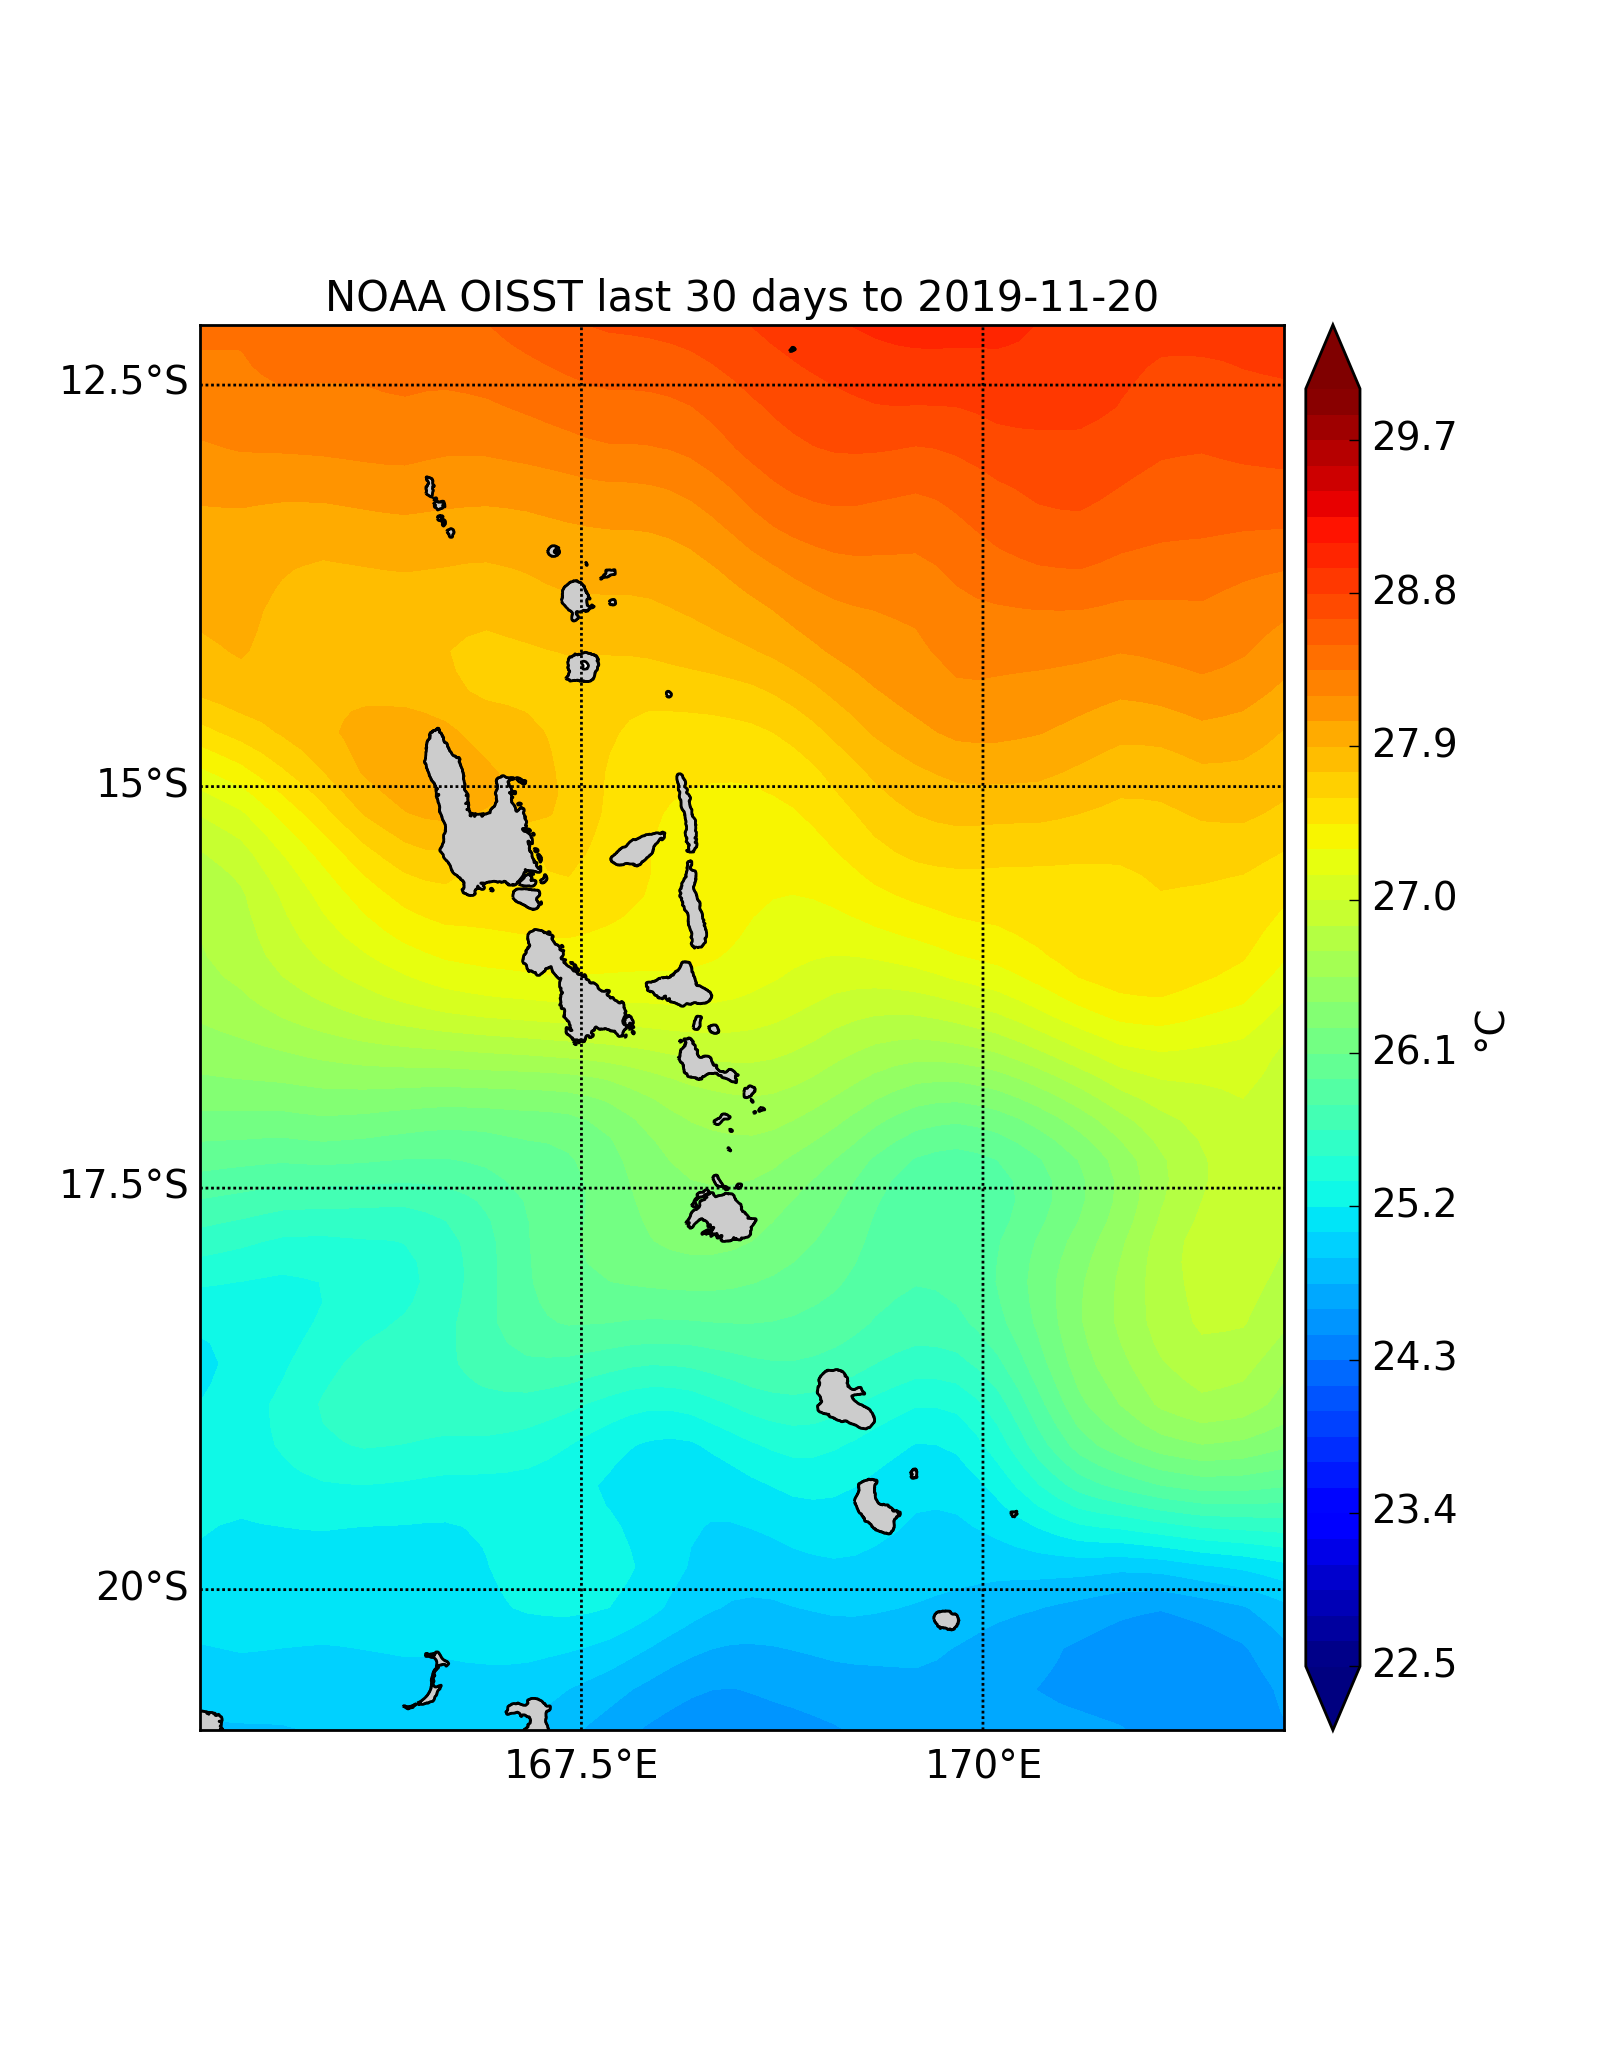 NOAA OISST last 30 days to 2019-11-20
12.5°S
15°S
17.5°S
20°S
167.5°E
170°E
29.7
28.8
27.9
27.0
26.1
25.2
24.3
23.4
22.5
°C